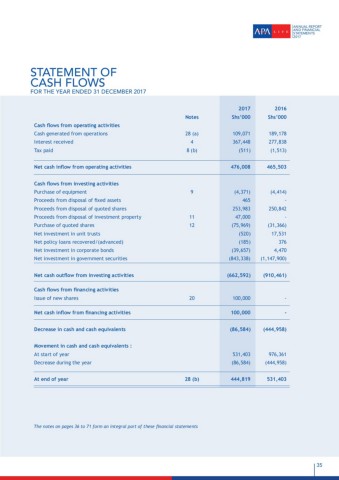 APA LIFE
ANNUAL REPORT
AND FINANCIAL
STATEMENTS
2017
STATEMENT OF
CASH FLOWS
FOR THE YEAR ENDED 31 DECEMBER 2017
2017 2016
Notes Shs'000 Shs'000
Cash flows from operating activities
Cash generated from operations 28 (a) 109,071 189,178
Interest received 4 367,448 277,838
Tax paid 8 (b) (511) (1,513)
Net cash inflow from operating activities 476,008 465,503
Cash flows from investing activities
Purchase of equipment 9 (4,371) (4,414)
Proceeds from disposal of fixed assets 465 -
Proceeds from disposal of quoted shares 253,983 250,842
Proceeds from disposal of investment property 11 47,000 -
Purchase of quoted shares 12 (75,969) (31,366)
Net investment in unit trusts (520) 17,531
Net policy loans recovered/(advanced) (185) 376
Net investment in corporate bonds (39,657) 4,470
Net investment in government securities (843,338) (1,147,900)
Net cash outflow from investing activities (662,592) (910,461)
Cash flows from financing activities
Issue of new shares 20 100,000 -
Net cash inflow from financing activities 100,000 -
Decrease in cash and cash equivalents (86,584) (444,958)
Movement in cash and cash equivalents :
At start of year 531,403 976,361
Decrease during the year (86,584) (444,958)
At end of year 28 (b) 444,819 531,403
The notes on pages 36 to 71 form an integral part of these financial statements
35